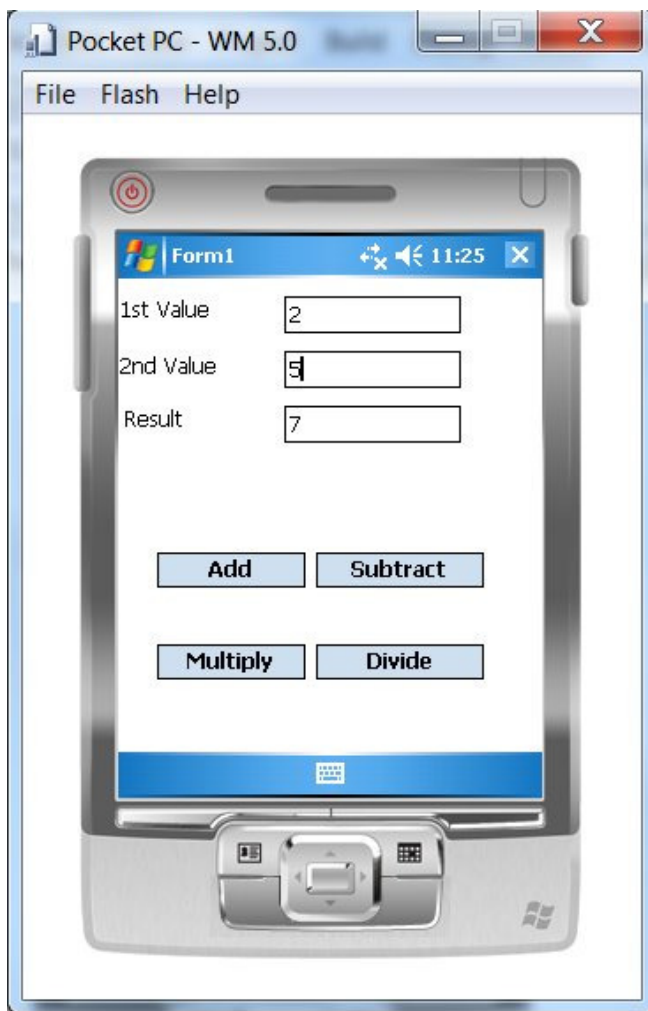 Pocket PC - WM 5.0
File Flash Help
Form1 11:25
1st Value 2
2nd Value 5
Result 7
Add Subtract
Multiply Divide